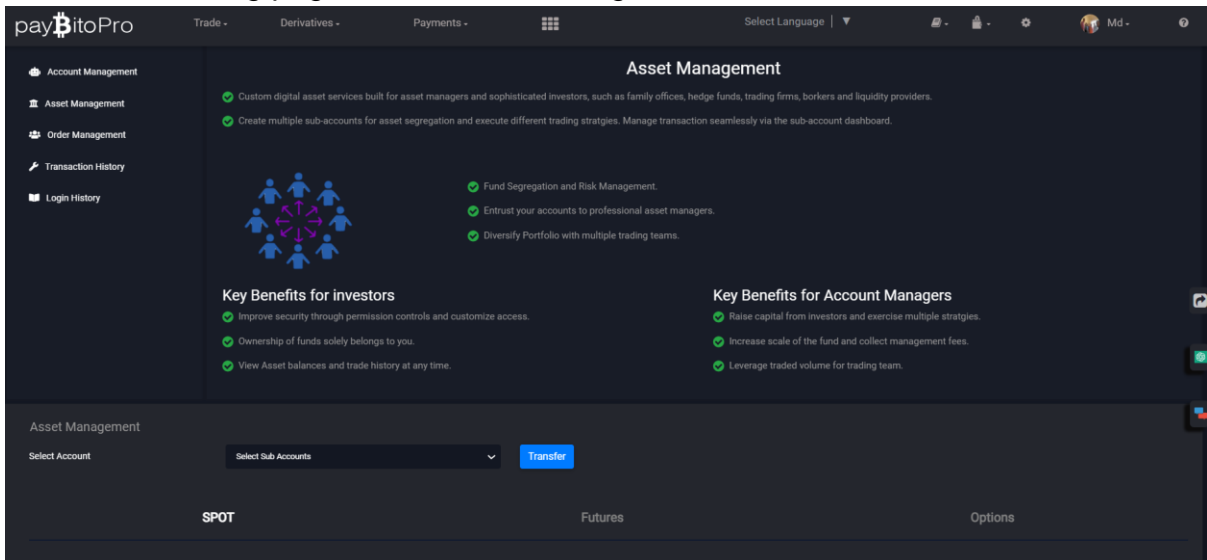 pay฿itoPro
Trade
Derivatives
Payments
Select Language | ▼
Md
Account Management
Asset Management
Order Management
Transaction History
Login History
Asset Management
Custom digital asset services built for asset managers and sophisticated investors, such as family offices, hedge funds, trading firms, borkers and liquidity providers.
Create multiple sub-accounts for asset segregation and execute different trading stratgies. Manage transaction seamlessly via the sub-account dashboard.
Fund Segregation and Risk Management.
Entrust your accounts to professional asset managers.
Diversify Portfolio with multiple trading teams.
Key Benefits for investors
Improve security through permission controls and customize access.
Ownership of funds solely belongs to you.
View Asset balances and trade history at any time.
Key Benefits for Account Managers
Raise capital from investors and exercise multiple stratgies.
Increase scale of the fund and collect management fees.
Leverage traded volume for trading team.
Asset Management
Select Account
Select Sub Accounts
Transfer
SPOT
Futures
Options